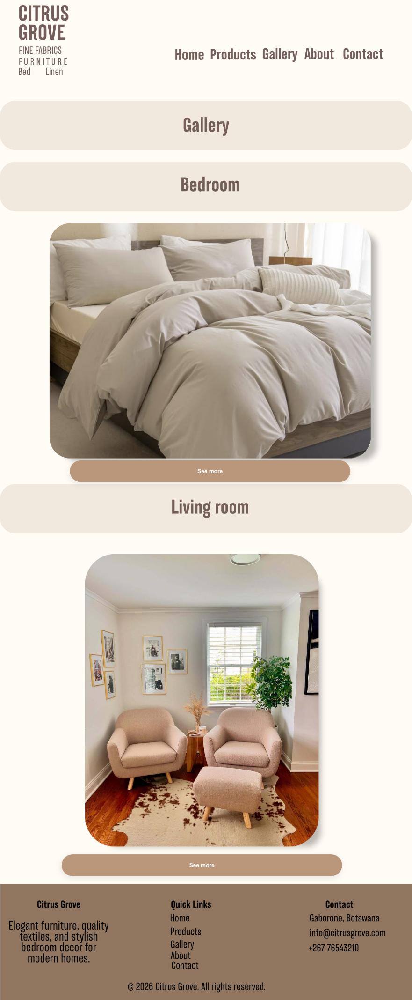 CITRUS
GROVE
FINE FABRICS
FURNITURE
Bed Linen
Home Products Gallery About Contact
Gallery
Bedroom
See more
Living room
See more
Citrus Grove
Elegant furniture, quality
textiles, and stylish
bedroom decor for
modern homes.
Quick Links
Home
Products
Gallery
About
Contact
Contact
Gaborone, Botswana
info@citrusgrove.com
+267 76543210
© 2026 Citrus Grove. All rights reserved.